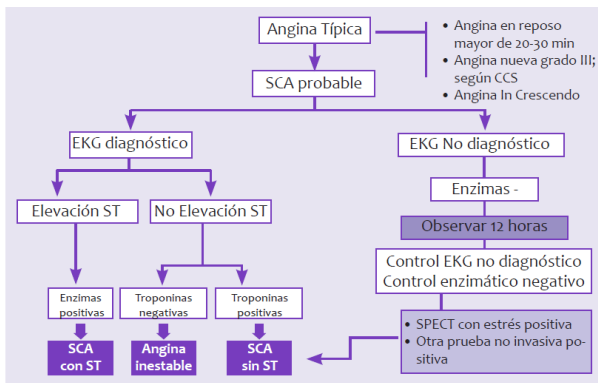 Angina Típica
• Angina en reposo
mayor de 20-30 min
• Angina nueva grado III;
según CCS
• Angina In Crescendo
SCA probable
EKG diagnóstico
EKG No diagnóstico
Enzimas -
Elevación ST
No Elevación ST
Observar 12 horas
Control EKG no diagnóstico
Control enzimático negativo
Enzimas
positivas
Troponinas
negativas
Troponinas
positivas
• SPECT con estrés positiva
• Otra prueba no invasiva po-
sitiva
SCA
con ST
Angina
inestable
SCA
sin ST